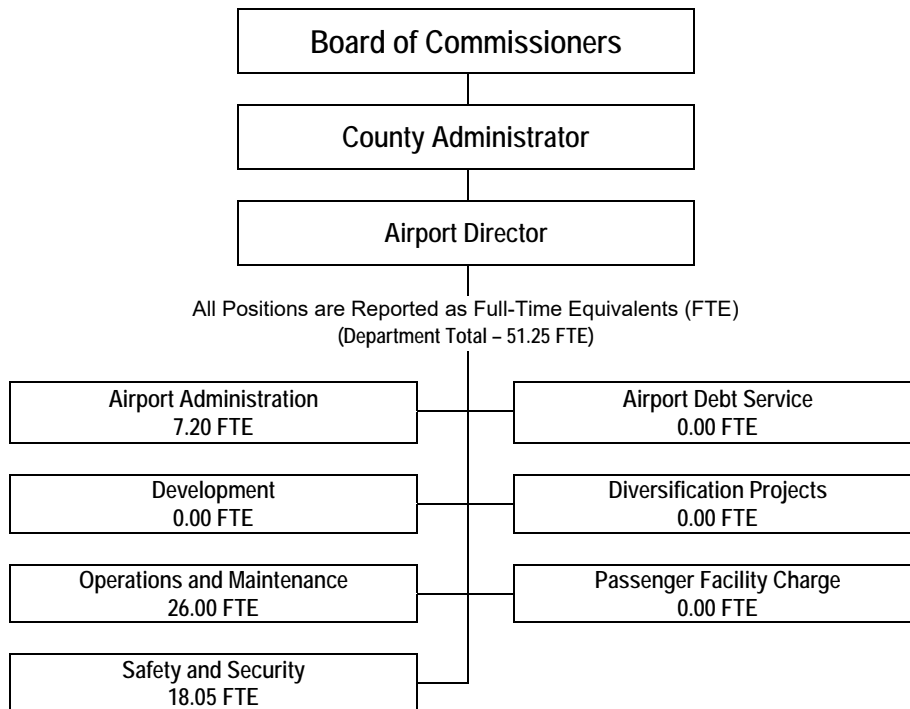 Board of Commissioners
County Administrator
Airport Director
All Positions are Reported as Full-Time Equivalents (FTE)
(Department Total – 51.25 FTE)
Airport Administration
7.20 FTE
Airport Debt Service
0.00 FTE
Development
0.00 FTE
Diversification Projects
0.00 FTE
Operations and Maintenance
26.00 FTE
Passenger Facility Charge
0.00 FTE
Safety and Security
18.05 FTE